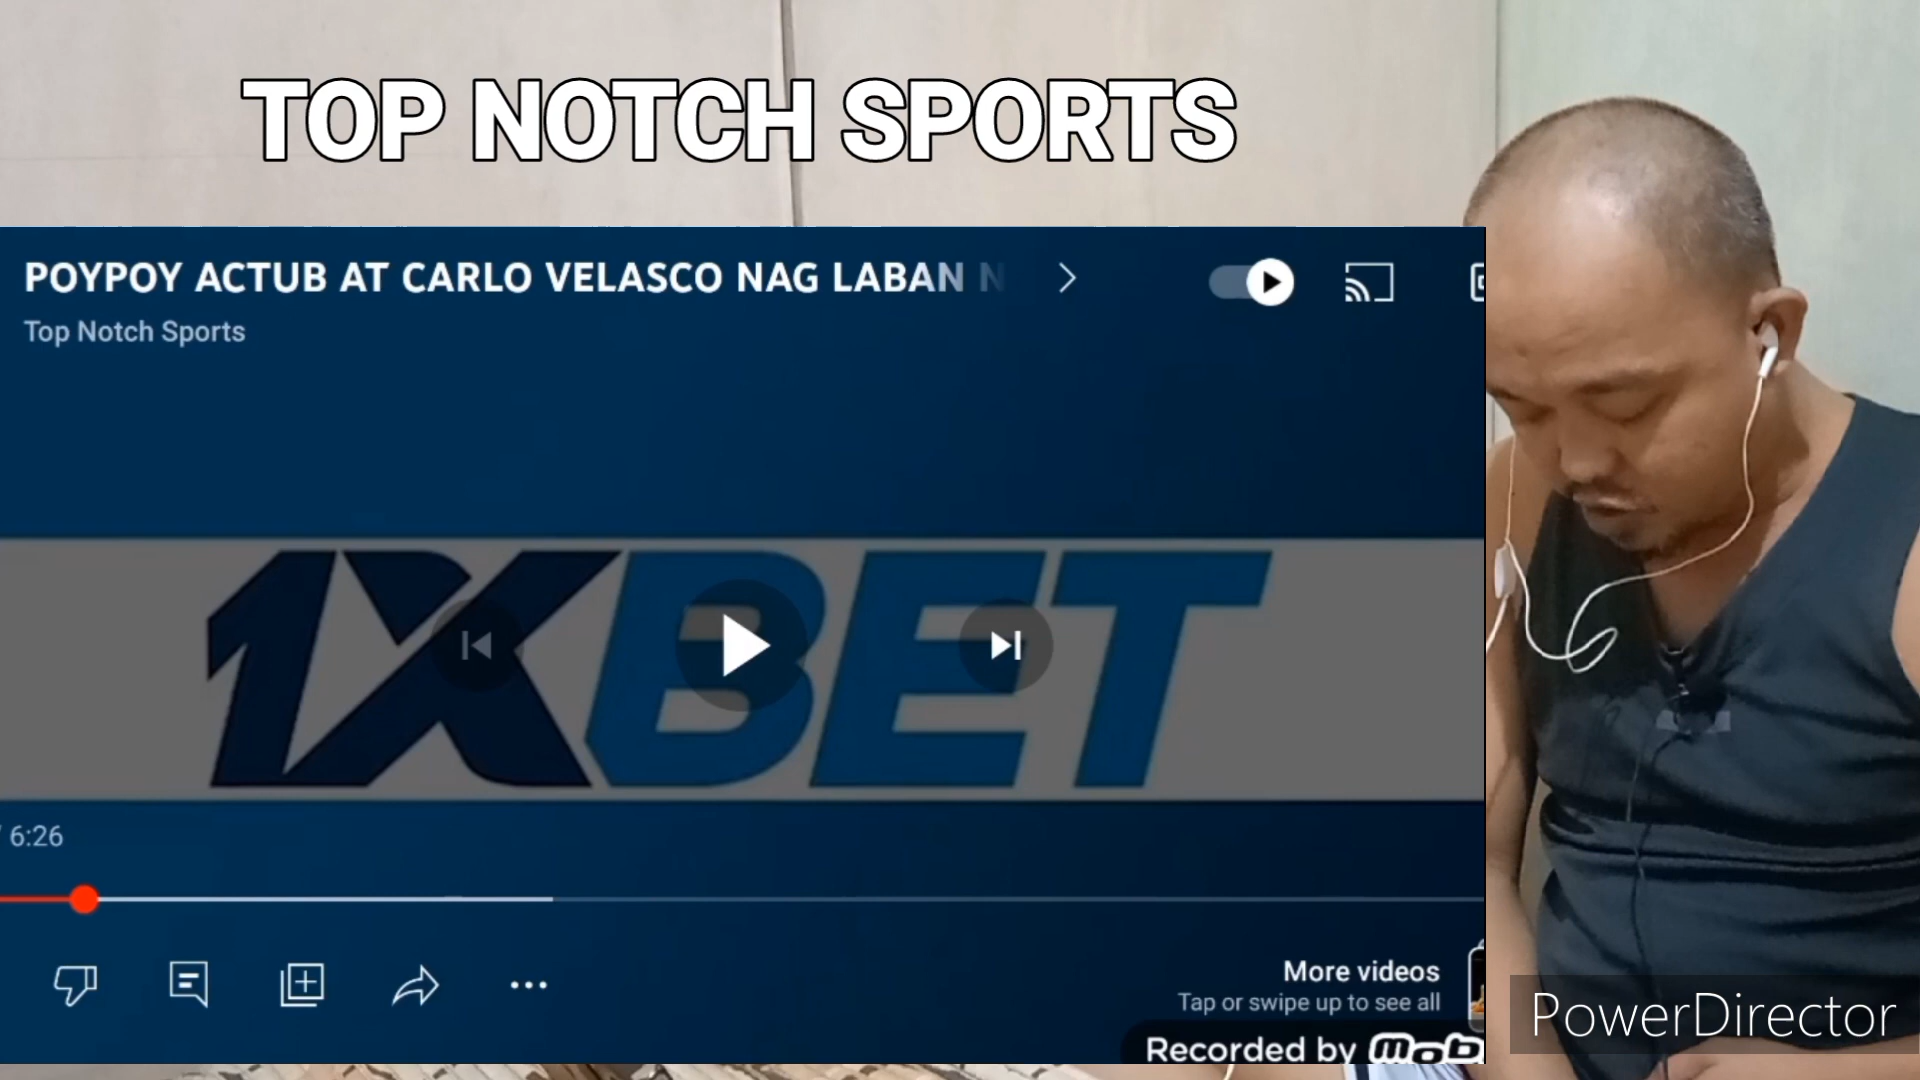 TOP NOTCH SPORTS
POYPOY ACTUB AT CARLO VELASCO NAG LABAN N
Top Notch Sports
1XBET
/ 6:26
More videos
Tap or swipe up to see all
Recorded by Mob
PowerDirector